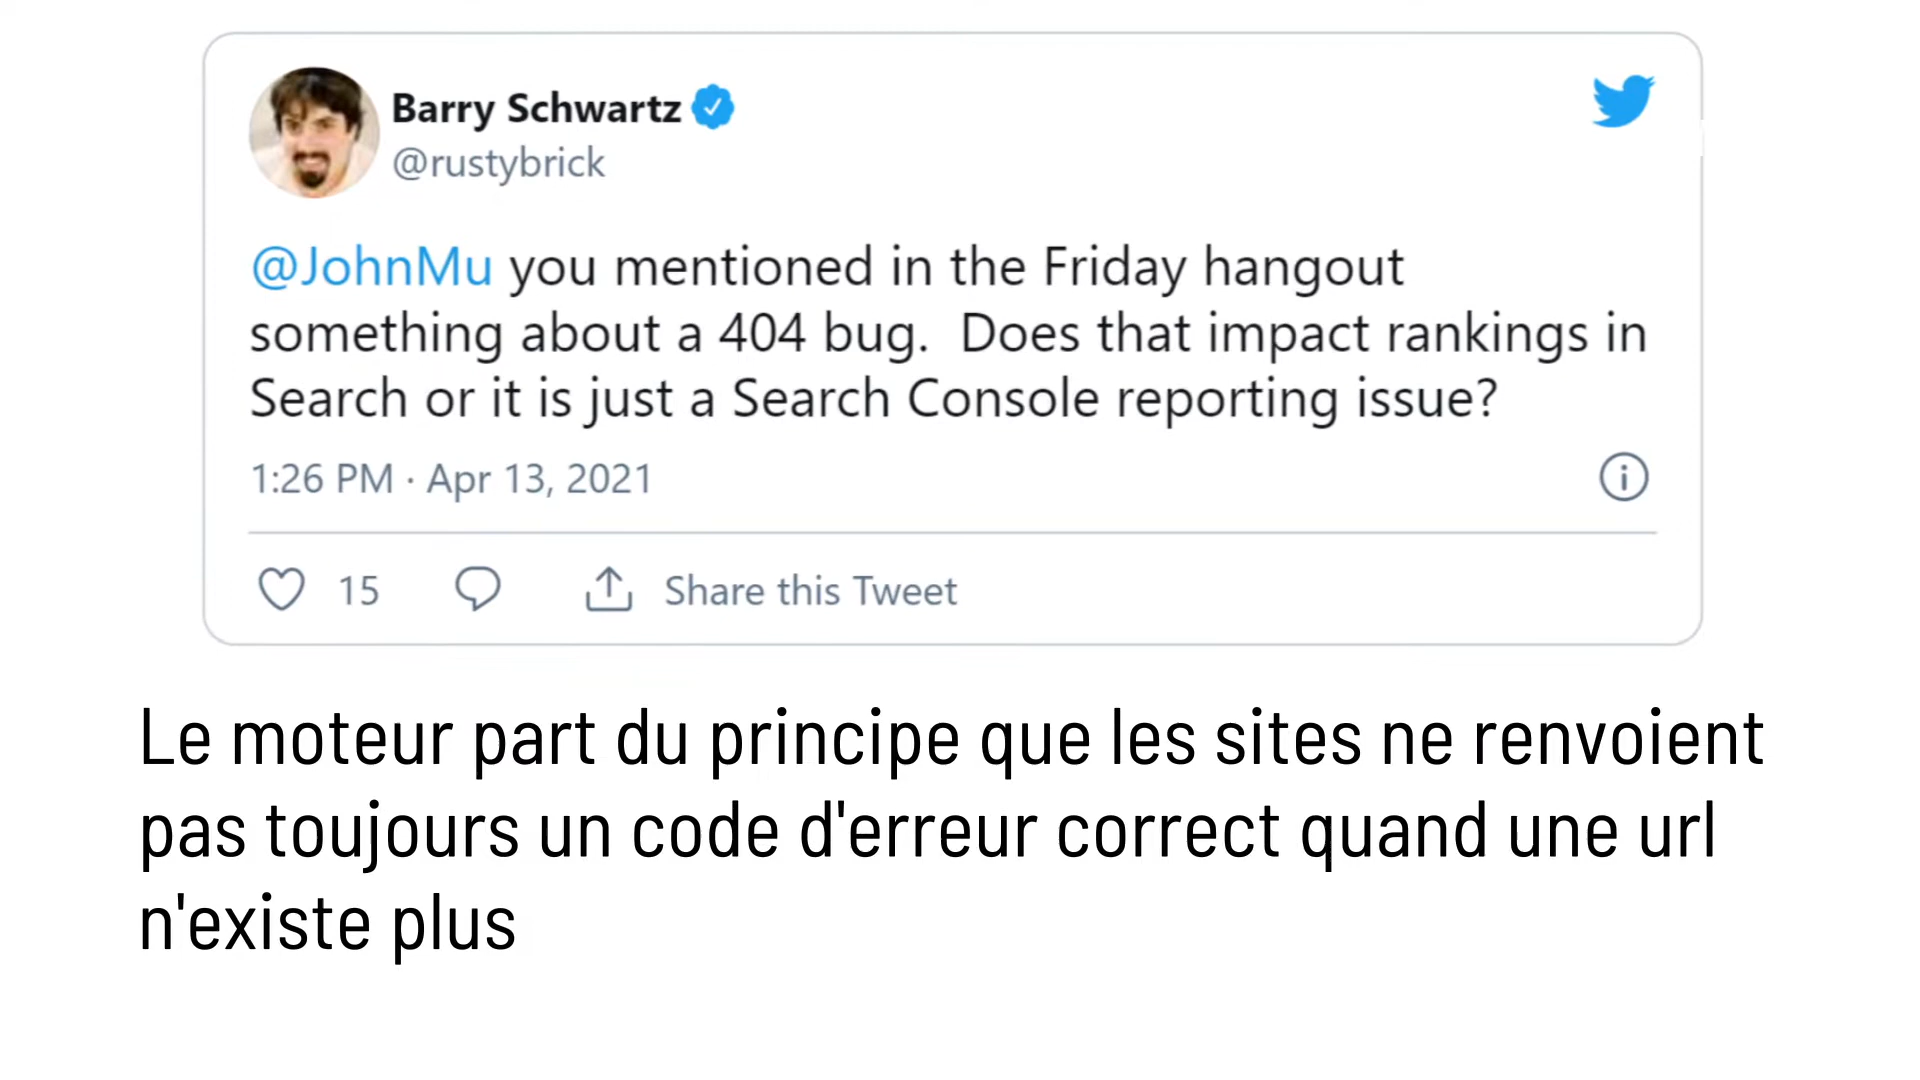 Barry Schwartz
@rustybrick
@JohnMu you mentioned in the Friday hangout
something about a 404 bug.  Does that impact rankings in
Search or it is just a Search Console reporting issue?
1:26 PM · Apr 13, 2021
15 Share this Tweet
Le moteur part du principe que les sites ne renvoient
pas toujours un code d'erreur correct quand une url
n'existe plus